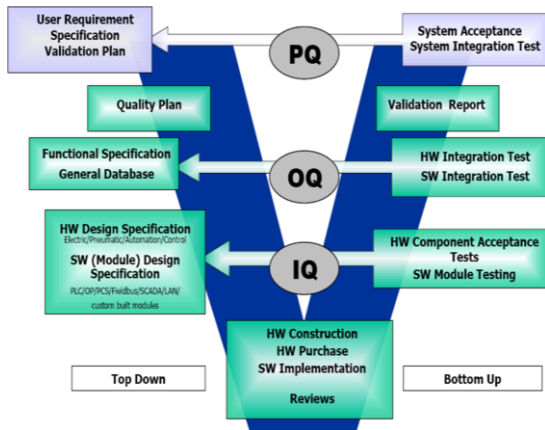 User Requirement
Specification
Validation Plan
PQ
System Acceptance
System Integration Test
Quality Plan
Validation Report
Functional Specification
General Database
OQ
HW Integration Test
SW Integration Test
HW Design Specification
Electric/Pneumatic/Automation/Control
SW (Module) Design
Specification
PLC/OP/PCS/Fieldbus/SCADA/LAN/
custom built modules
IQ
HW Component Acceptance
Tests
SW Module Testing
HW Construction
HW Purchase
SW Implementation
Reviews
Top Down
Bottom Up